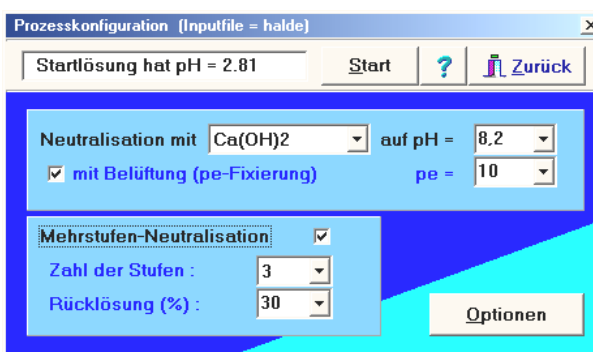 Prozesskonfiguration (Inputfile = halde)
Startlösung hat pH = 2.81 Start ? Zurück
Neutralisation mit Ca(OH)2 auf pH = 8,2
mit Belüftung (pe-Fixierung) pe = 10
Mehrstufen-Neutralisation
Zahl der Stufen : 3
Rücklösung (%) : 30
Optionen